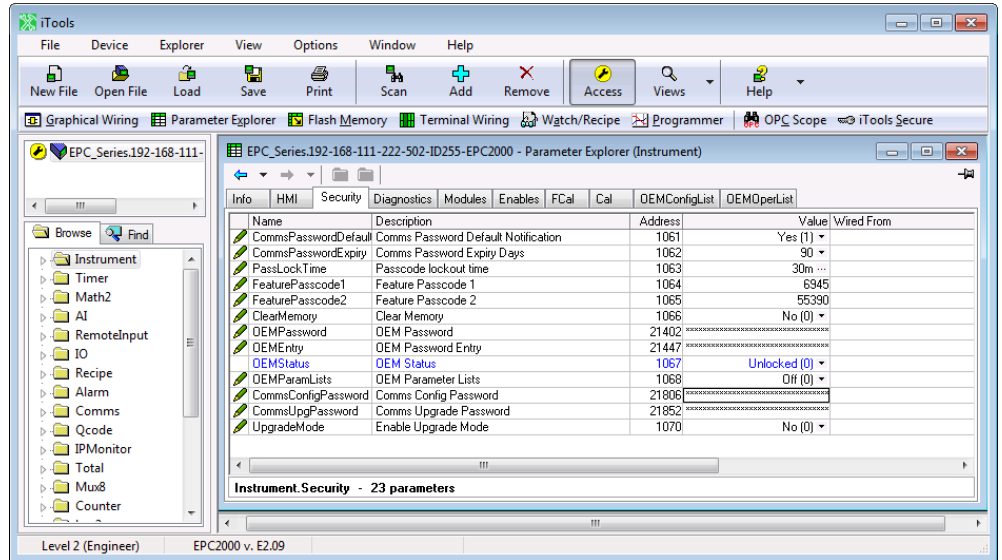 iTools
File Device Explorer View Options Window Help
New File Open File Load Save Print Scan Add Remove Access Views Help
Graphical Wiring Parameter Explorer Flash Memory Terminal Wiring Watch/Recipe Programmer OPC Scope iTools Secure
EPC_Series.192-168-111-
EPC_Series.192-168-111-222-502-ID255-EPC2000 - Parameter Explorer (Instrument)
Info HMI Security Diagnostics Modules Enables FCal Cal OEMConfigList OEMOperList
Browse Find
Instrument
Timer
Math2
AI
RemoteInput
IO
Recipe
Alarm
Comms
Qcode
IPMonitor
Total
Mux8
Counter
Name Description Address Value Wired From
CommsPasswordDefaul Comms Password Default Notification 1061 Yes (1)
CommsPasswordExpiry Comms Password Expiry Days 1062 90
PassLockTime Passcode lockout time 1063 30m ...
FeaturePasscode1 Feature Passcode 1 1064 6945
FeaturePasscode2 Feature Passcode 2 1065 55390
ClearMemory Clear Memory 1066 No (0)
OEMPassword OEM Password 21402
OEMEntry OEM Password Entry 21447
OEMStatus OEM Status 1067 Unlocked (0)
OEMParamLists OEM Parameter Lists 1068 Off (0)
CommsConfigPassword Comms Config Password 21806
CommsUpgPassword Comms Upgrade Password 21852
UpgradeMode Enable Upgrade Mode 1070 No (0)
Instrument.Security - 23 parameters
Level 2 (Engineer) EPC2000 v. E2.09